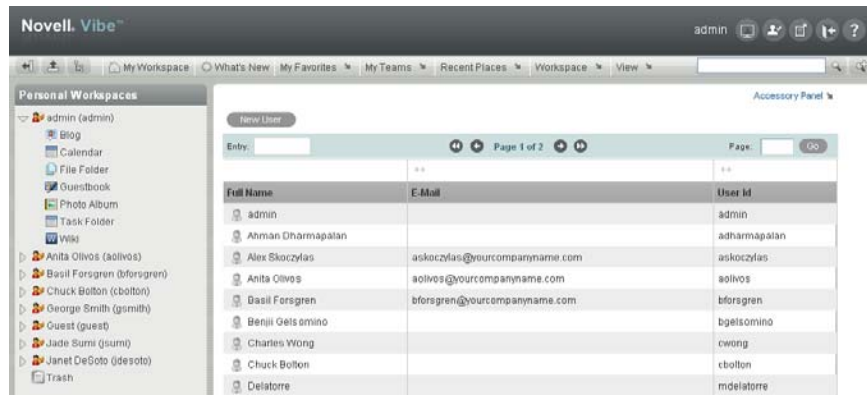 Novell. Vibe™
admin
?
My Workspace What's New My Favorites My Teams Recent Places Workspace View
Personal Workspaces
admin (admin)
Blog
Calendar
File Folder
Guestbook
Photo Album
Task Folder
Wiki
Anita Olivos (aolivos)
Basil Forsgren (bforsgren)
Chuck Bolton (cbolton)
George Smith (gsmith)
Guest (guest)
Jade Sumi (jsumi)
Janet DeSoto (jdesoto)
Trash
Accessory Panel
New User
Entry: Page 1 of 2 Page: Go
Full Name E-Mail User Id
admin admin
Ahman Dharmapalan adharmapalan
Alex Skoczylas askoczylas@yourcompanyname.com askoczylas
Anita Olivos aolivos@yourcompanyname.com aolivos
Basil Forsgren bforsgren@yourcompanyname.com bforsgren
Benjii Gelsomino bgelsomino
Charles Wong cwong
Chuck Bolton cbolton
Delatorre mdelatorre